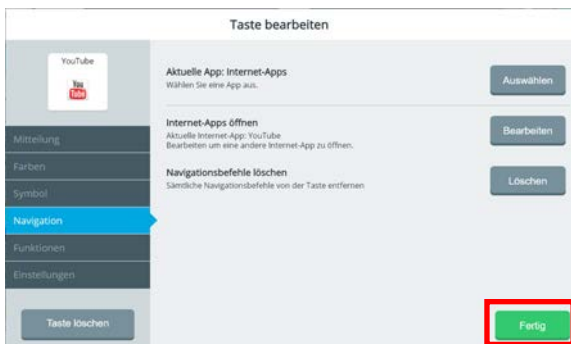 Taste bearbeiten
YouTube
You
Tube
Mitteilung
Farben
Symbol
Navigation
Funktionen
Einstellungen
Taste löschen
Aktuelle App: Internet-Apps
Wählen Sie eine App aus.
Auswählen
Internet-Apps öffnen
Aktuelle Internet-App: YouTube
Bearbeiten um eine andere Internet-App zu öffnen.
Bearbeiten
Navigationsbefehle löschen
Sämtliche Navigationsbefehle von der Taste entfernen
Löschen
Fertig